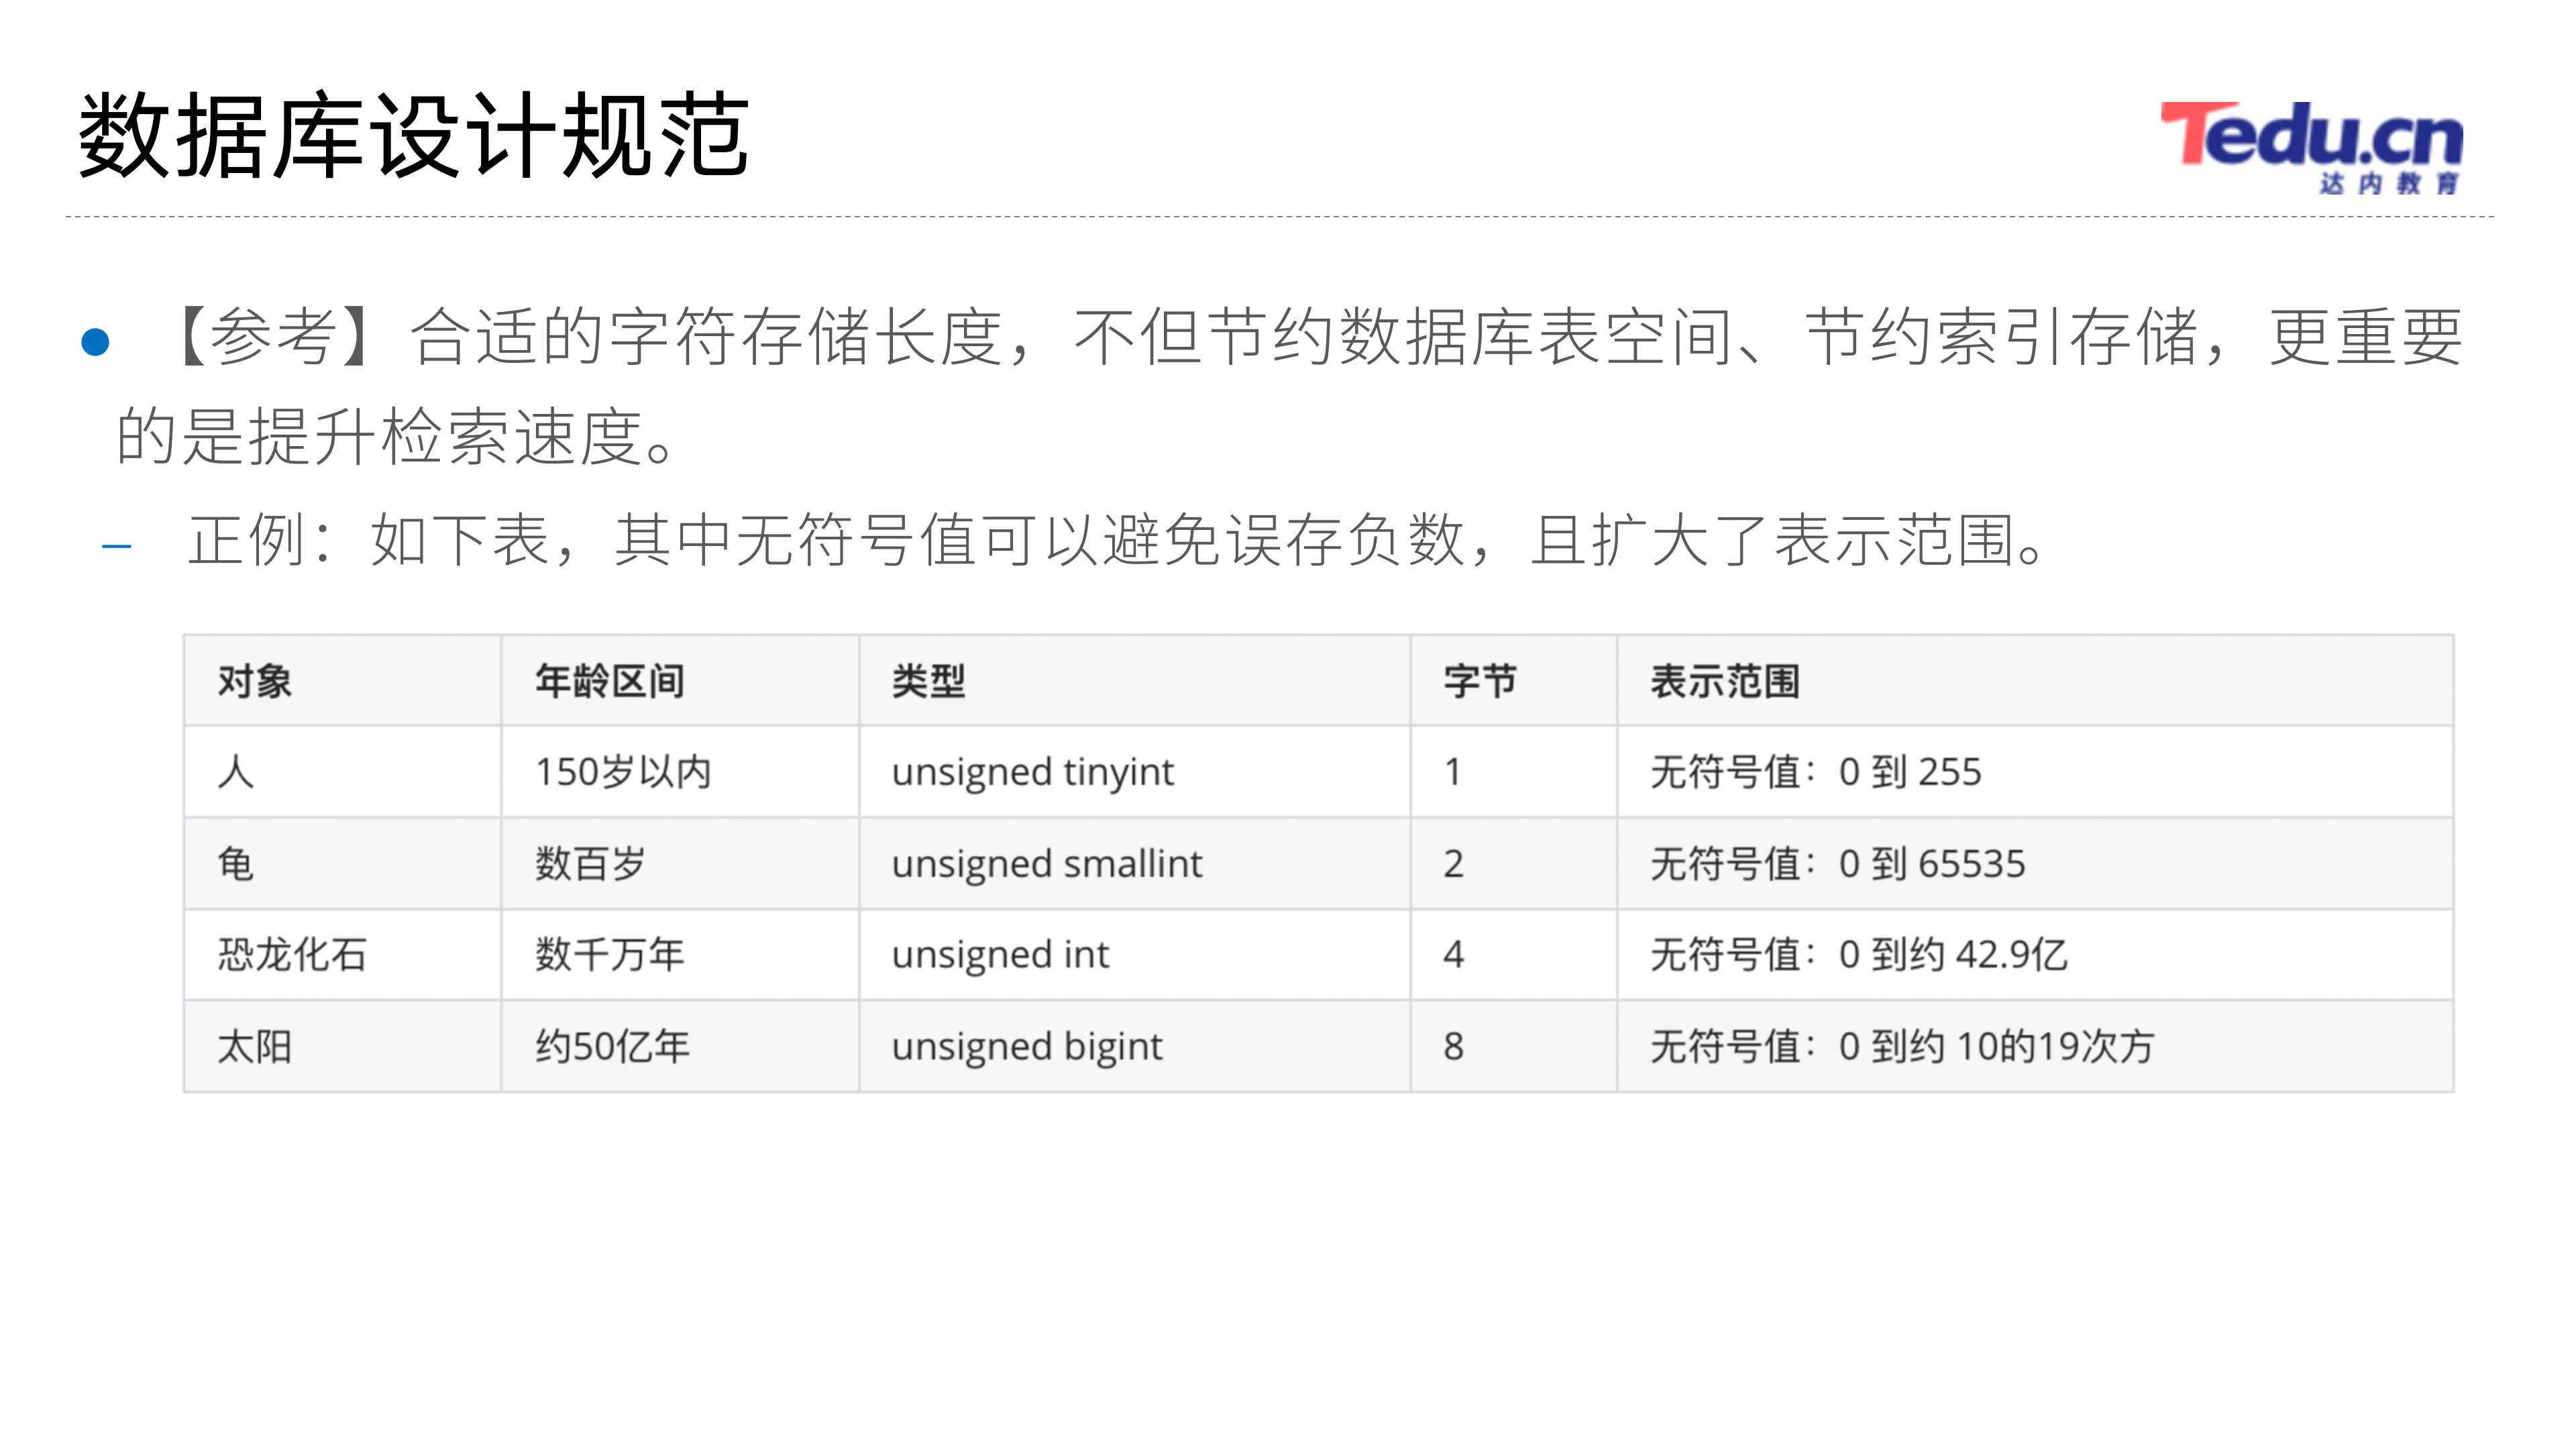 数据库设计规范
Tedu.cn
达内教育
● 【参考】合适的字符存储长度，不但节约数据库表空间、节约索引存储，更重要
的是提升检索速度。
– 正例：如下表，其中无符号值可以避免误存负数，且扩大了表示范围。
对象 年龄区间 类型 字节 表示范围
人 150岁以内 unsigned tinyint 1 无符号值：0 到 255
龟 数百岁 unsigned smallint 2 无符号值：0 到 65535
恐龙化石 数千万年 unsigned int 4 无符号值：0 到约 42.9亿
太阳 约50亿年 unsigned bigint 8 无符号值：0 到约 10的19次方